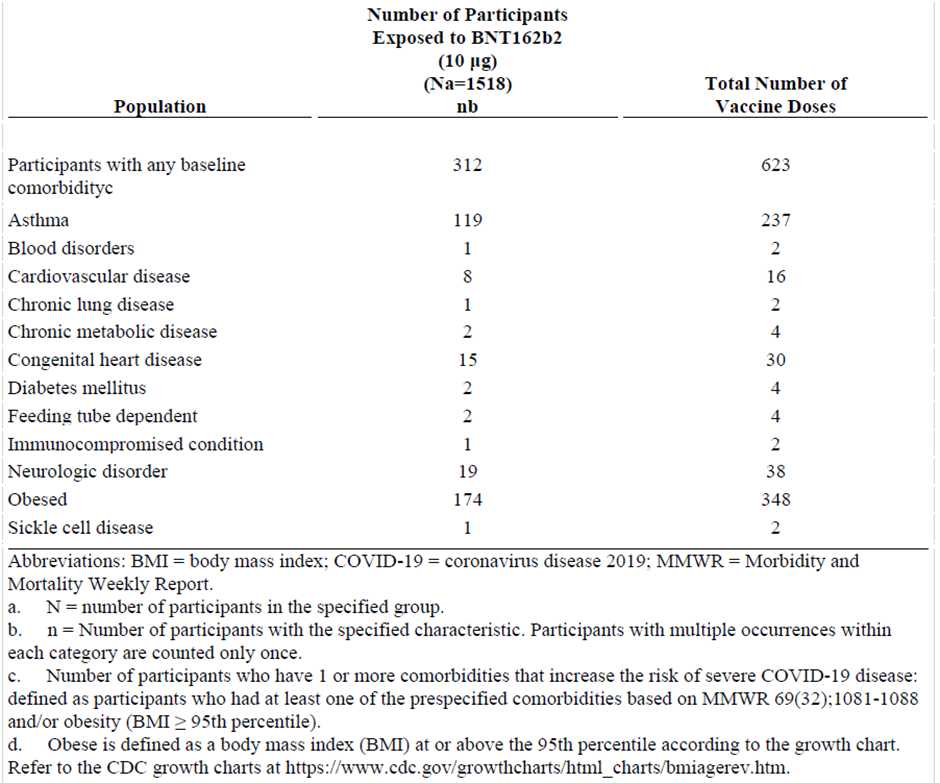 Number of Participants
Exposed to BNT162b2
(10 µg)
(Na=1518)
Total Number of
Population nb Vaccine Doses
Participants with any baseline 312 623
comorbidityc
Asthma 119 237
Blood disorders 1 2
Cardiovascular disease 8 16
Chronic lung disease 1 2
Chronic metabolic disease 2 4
Congenital heart disease 15 30
Diabetes mellitus 2 4
Feeding tube dependent 2 4
Immunocompromised condition 1 2
Neurologic disorder 19 38
Obesed 174 348
Sickle cell disease 1 2
Abbreviations: BMI = body mass index; COVID-19 = coronavirus disease 2019; MMWR = Morbidity and
Mortality Weekly Report.
a. N = number of participants in the specified group.
b. n = Number of participants with the specified characteristic. Participants with multiple occurrences within
each category are counted only once.
c. Number of participants who have 1 or more comorbidities that increase the risk of severe COVID-19 disease:
defined as participants who had at least one of the prespecified comorbidities based on MMWR 69(32);1081-1088
and/or obesity (BMI ≥ 95th percentile).
d. Obese is defined as a body mass index (BMI) at or above the 95th percentile according to the growth chart.
Refer to the CDC growth charts at https://www.cdc.gov/growthcharts/html_charts/bmiagerev.htm.